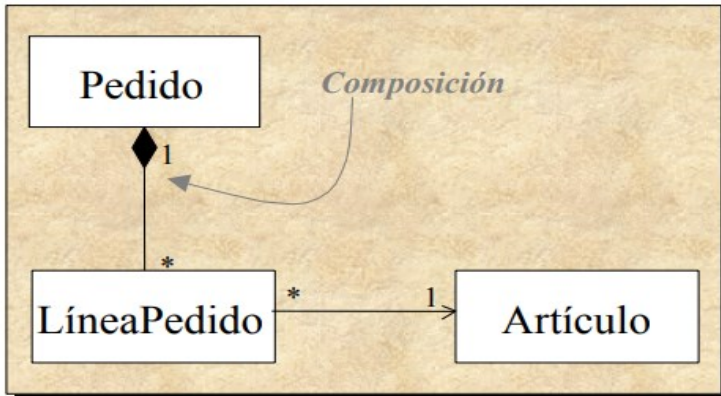 Pedido
Composición
1
*
LíneaPedido
*
1
Artículo